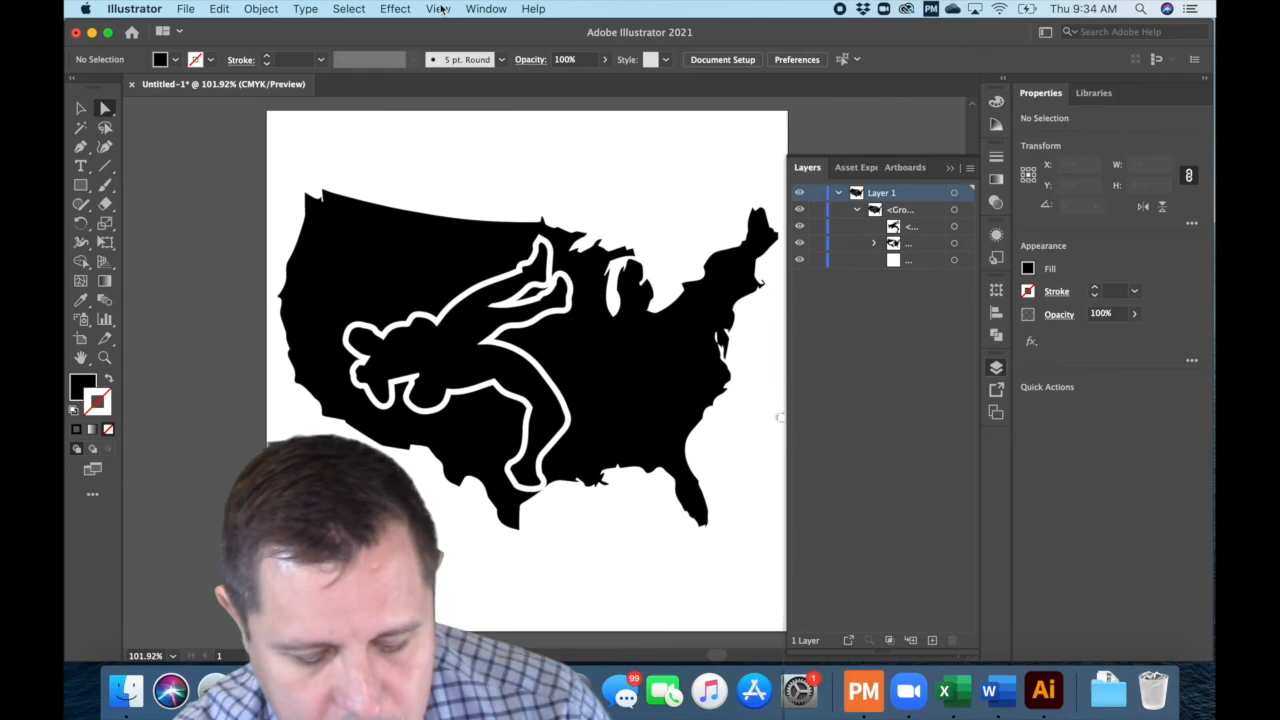 Illustrator File Edit Object Type Select Effect View Window Help PM Thu 9:34 AM
Adobe Illustrator 2021 Search Adobe Help
No Selection Stroke: 5 pt. Round Opacity: 100% Style: Document Setup Preferences
Untitled-1* @ 101.92% (CMYK/Preview)
Properties Libraries
No Selection
Transform
X: W:
Y: H:
Appearance
Fill
Stroke
Opacity 100%
fx.
Quick Actions
Layers Asset Exp Artboards
Layer 1
<Gro...
<...
...
...
1 Layer
101.92% 1
99
1
PM
X
W
Ai